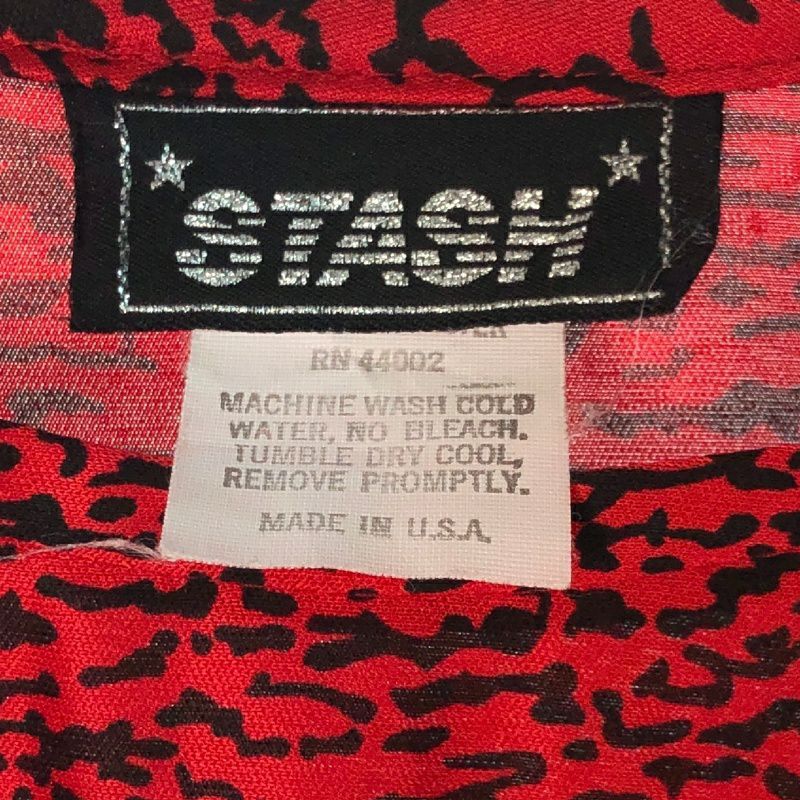 STASH
RN 44002
MACHINE WASH COLD
WATER, NO BLEACH.
TUMBLE DRY COOL,
REMOVE PROMPTLY.
MADE IN U.S.A.